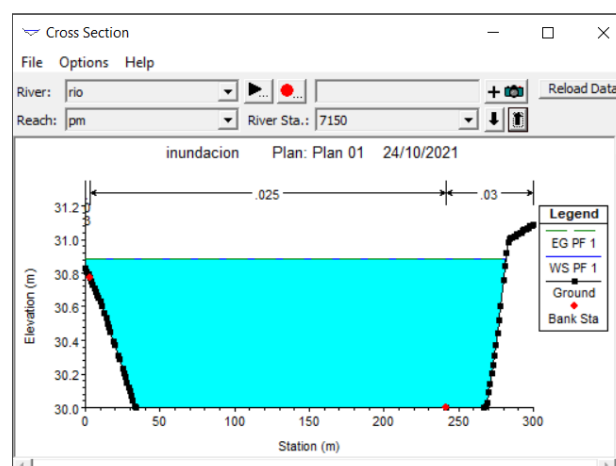 Cross Section
File Options Help
River: rio
Reload Data
Reach: pm River Sta.: 7150
inundacion Plan: Plan 01 24/10/2021
.025 .03
Legend
EG PF 1
WS PF 1
Ground
Bank Sta
31.2
31.0
30.8
30.6
30.4
30.2
30.0
Elevation (m)
0 50 100 150 200 250 300
Station (m)